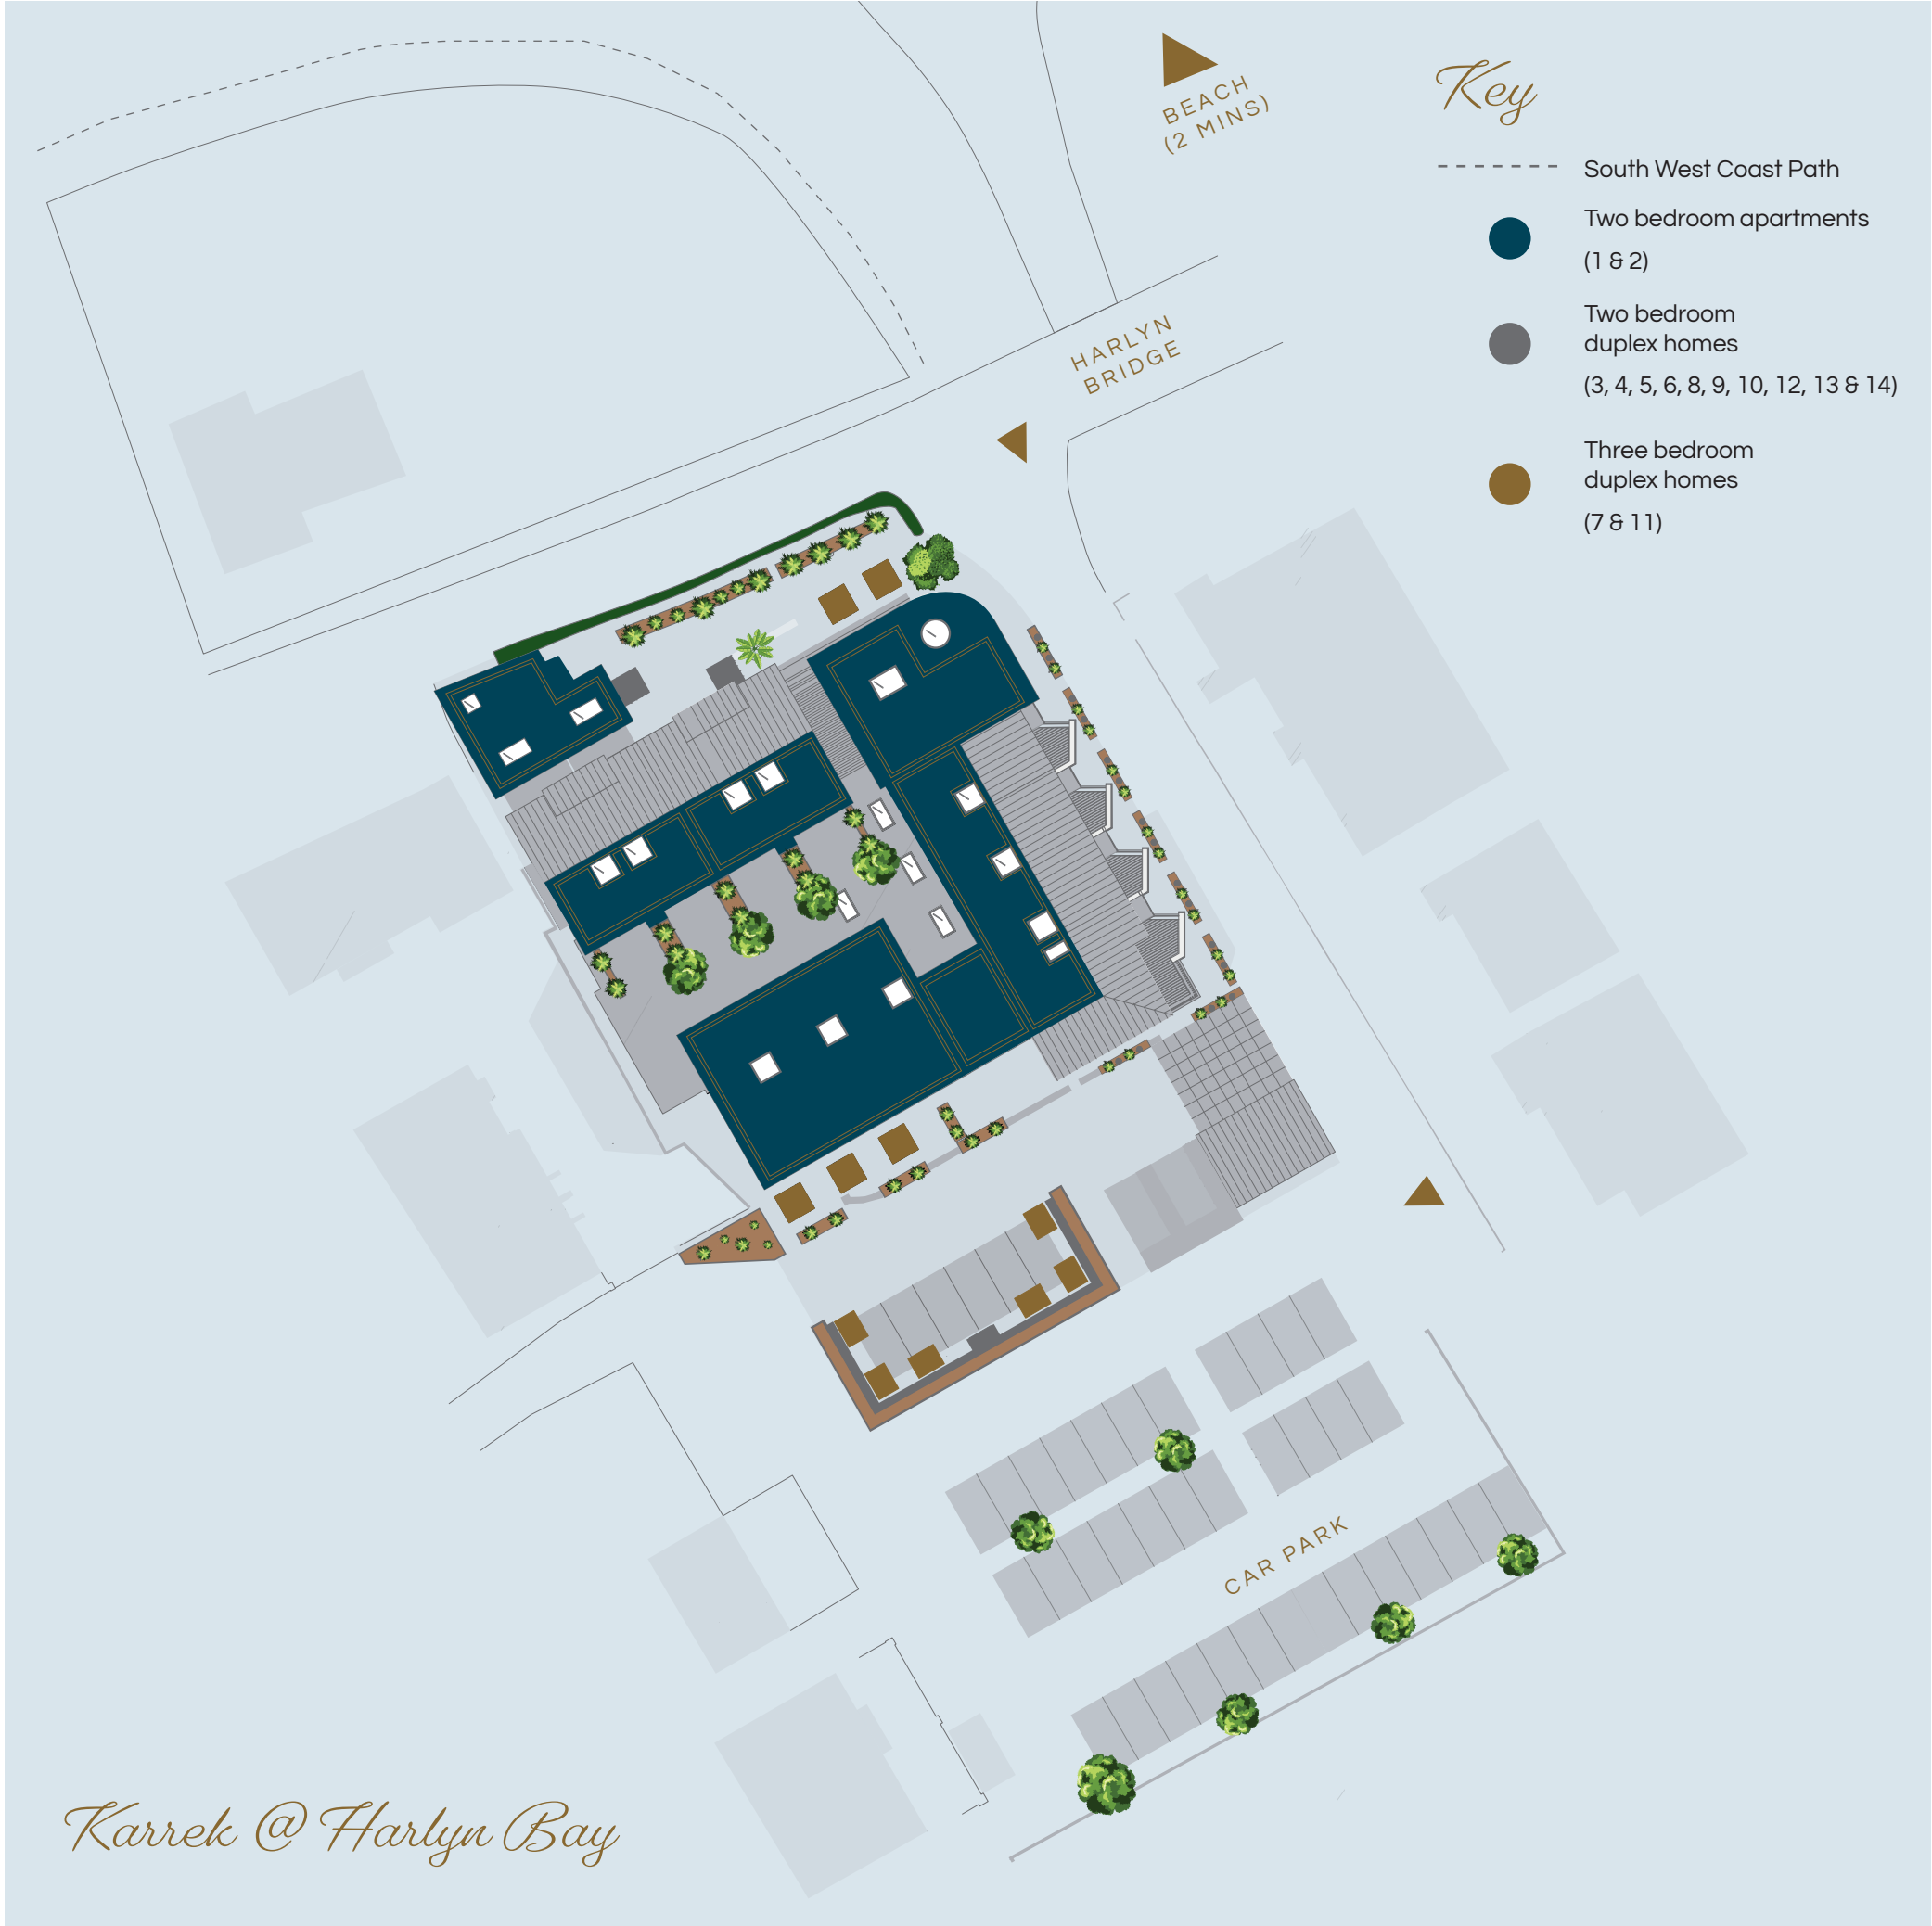 BEACH
(2 MINS)
Key
South West Coast Path
Two bedroom apartments
(1 & 2)
Two bedroom
duplex homes
(3, 4, 5, 6, 8, 9, 10, 12, 13 & 14)
Three bedroom
duplex homes
(7 & 11)
HARLYN
BRIDGE
CAR PARK
Karrek @ Harlyn Bay